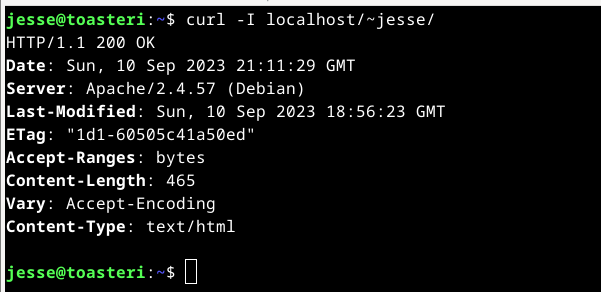 jesse@toasteri:~$ curl -I localhost/~jesse/
HTTP/1.1 200 OK
Date: Sun, 10 Sep 2023 21:11:29 GMT
Server: Apache/2.4.57 (Debian)
Last-Modified: Sun, 10 Sep 2023 18:56:23 GMT
ETag: "1d1-60505c41a50ed"
Accept-Ranges: bytes
Content-Length: 465
Vary: Accept-Encoding
Content-Type: text/html
jesse@toasteri:~$